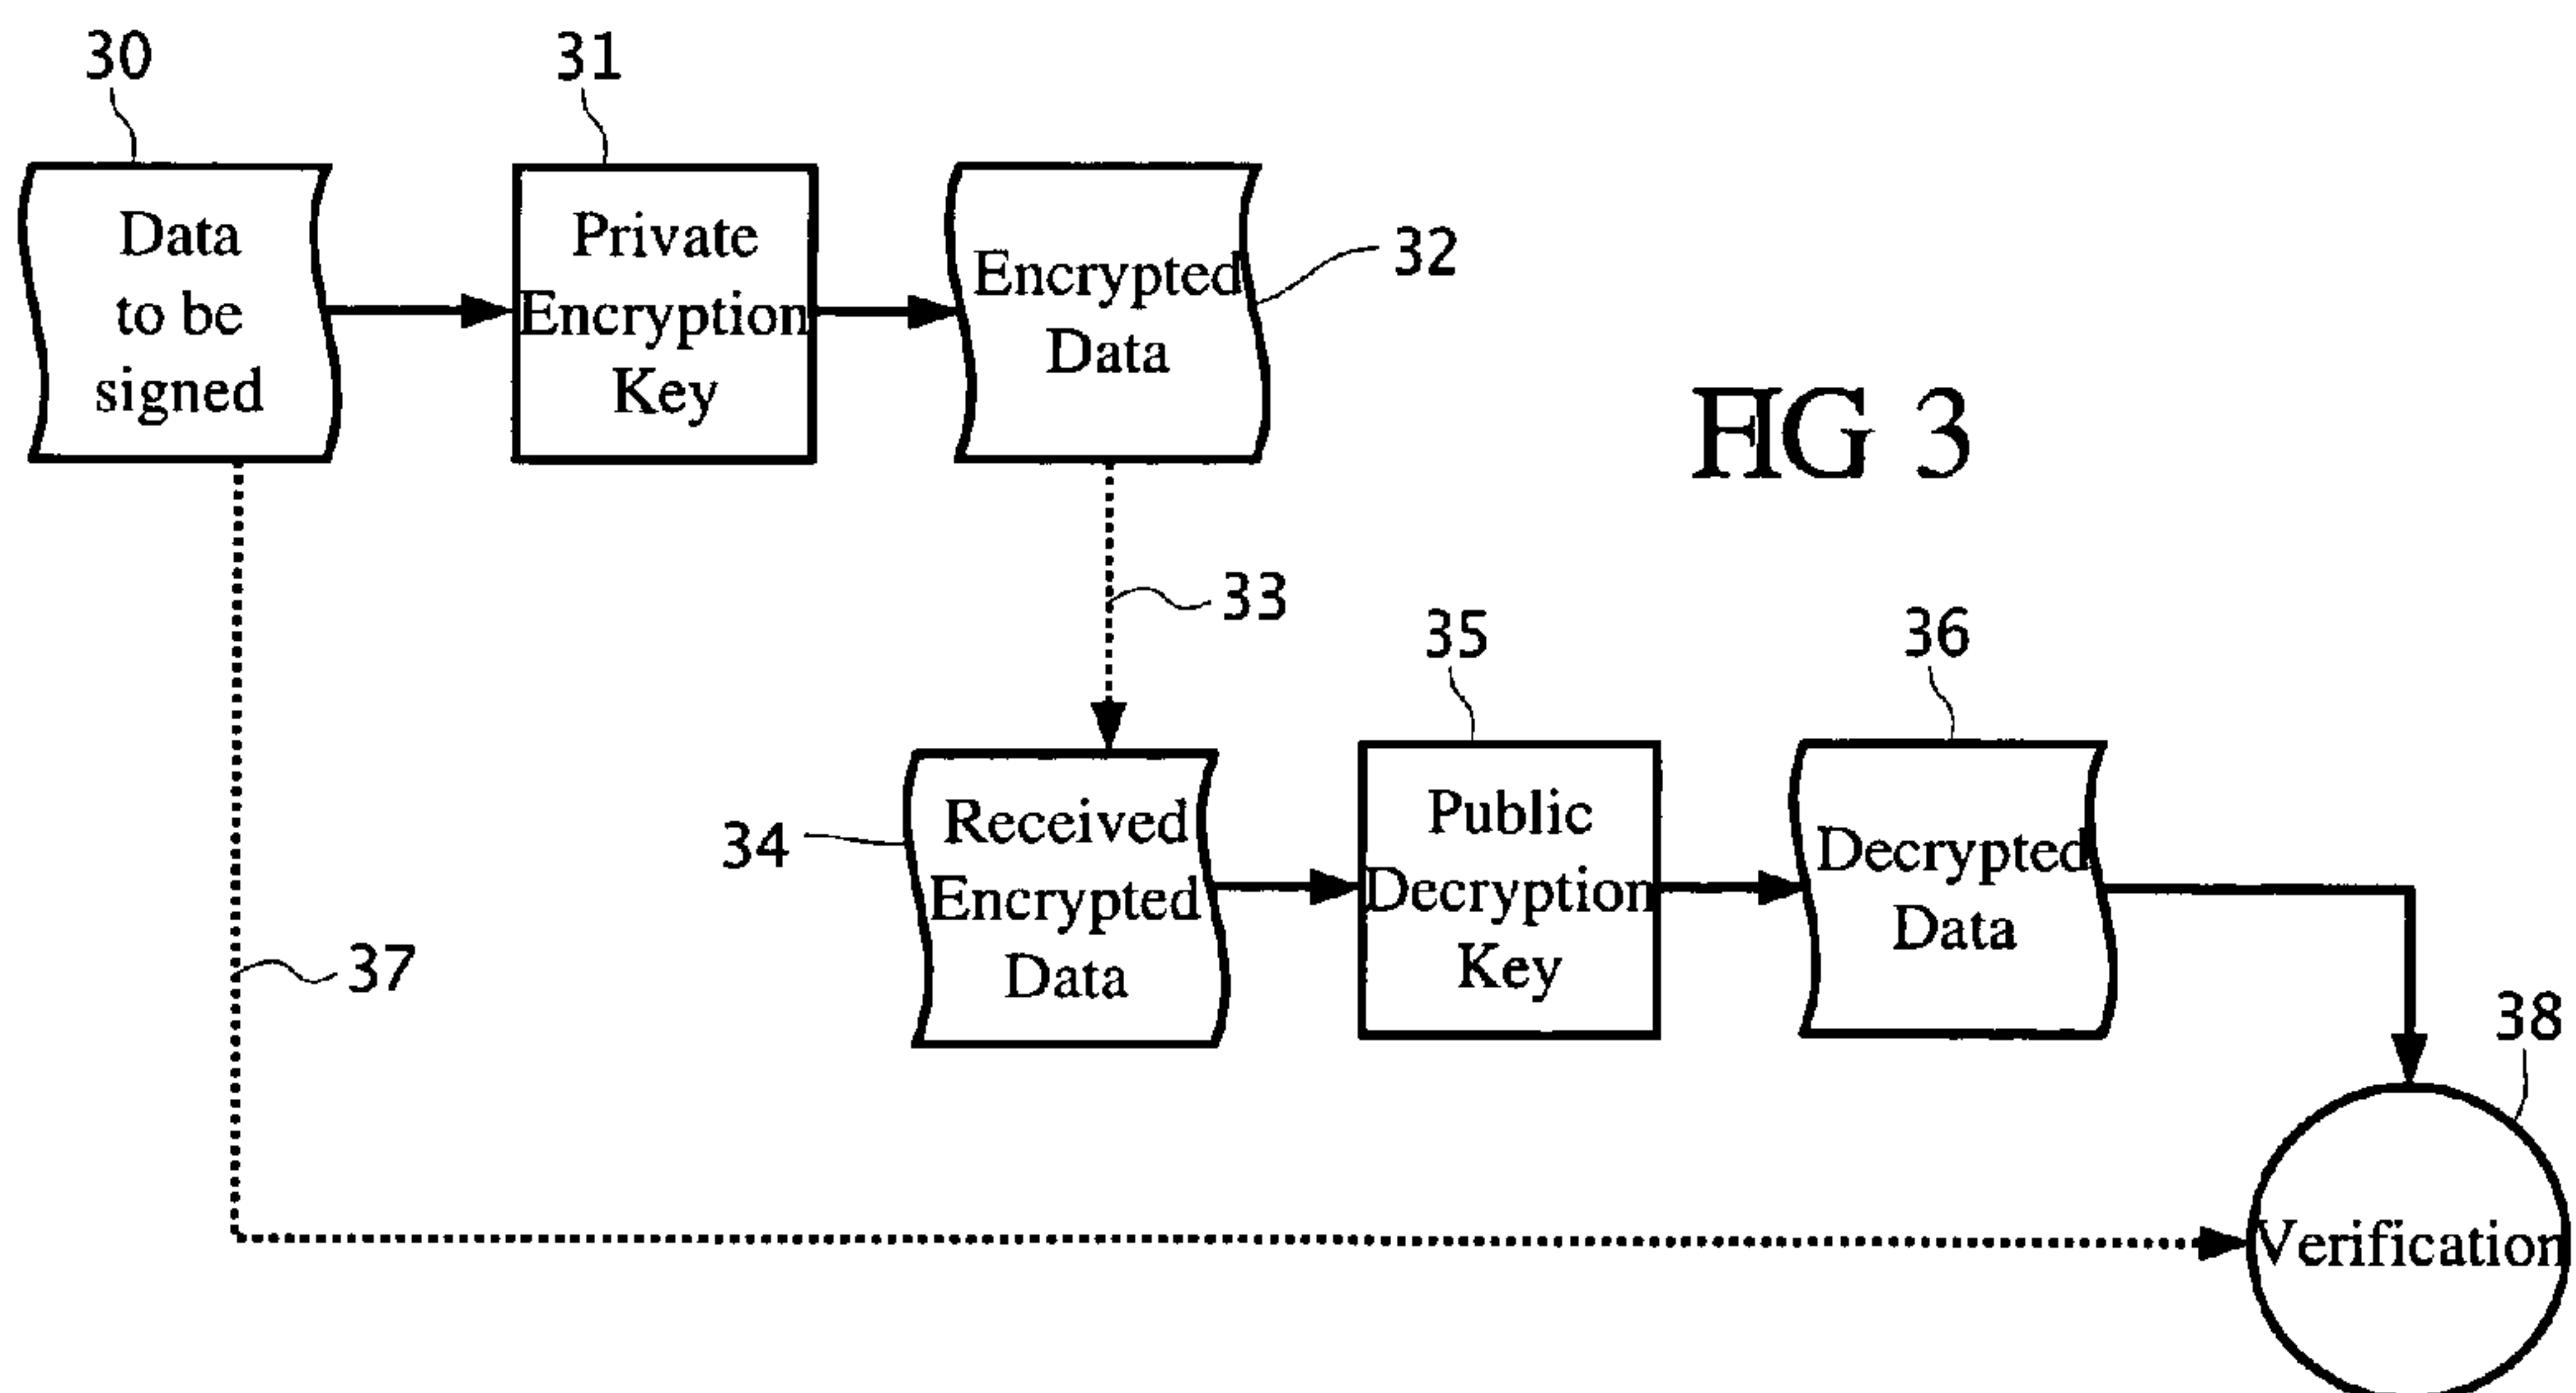 30
31
Data
to be
signed
Private
Encryption
Key
Encrypted
Data
32
FIG 3
33
35
36
34
Received
Encrypted
Data
Public
Decryption
Key
Decrypted
Data
37
38
Verification